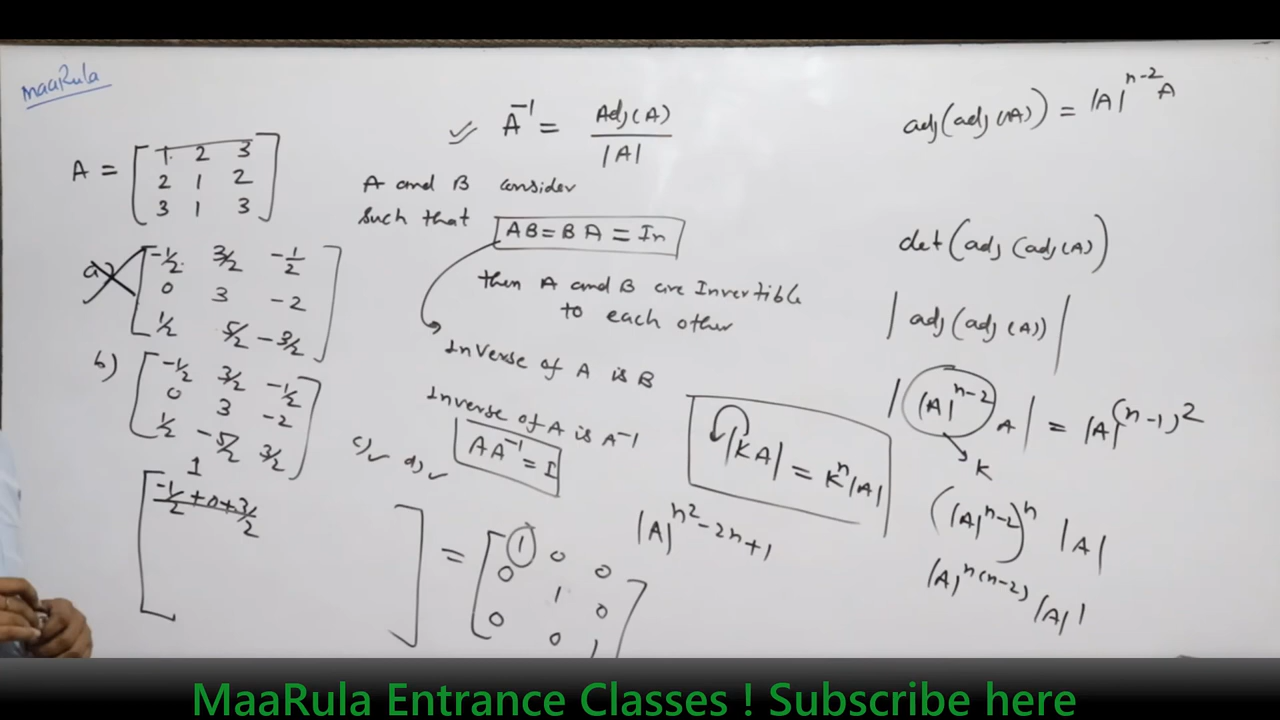 maaRula
A = [1 2 3
2 1 2
3 1 3]
a) [-1/2 3/2 -1/2
0 3 -2
1/2 5/2 -3/2]
b) [-1/2 3/2 -1/2
0 3 -2
1/2 -5/2 3/2]
c) ✓ d) ✓
1
[-1/2 + 0 + 3/2 ] = [1 0 0
0 1 0
0 0 1]
✓ A⁻¹ = Adj(A)/|A|
A and B consider
such that AB = BA = In
then A and B are Invertible
to each other
Inverse of A is B
Inverse of A is A⁻¹
AA⁻¹ = I
|KA| = Kⁿ|A|
|A|^(n²-2n+1)
adj(adj(A)) = |A|^(n-2) A
det(adj(adj(A))
|adj(adj(A))|
||A|^(n-2) A| = |A|^(n-1)²
K
(|A|^(n-2))ⁿ |A|
|A|^(n(n-2)) |A|
MaaRula Entrance Classes ! Subscribe here